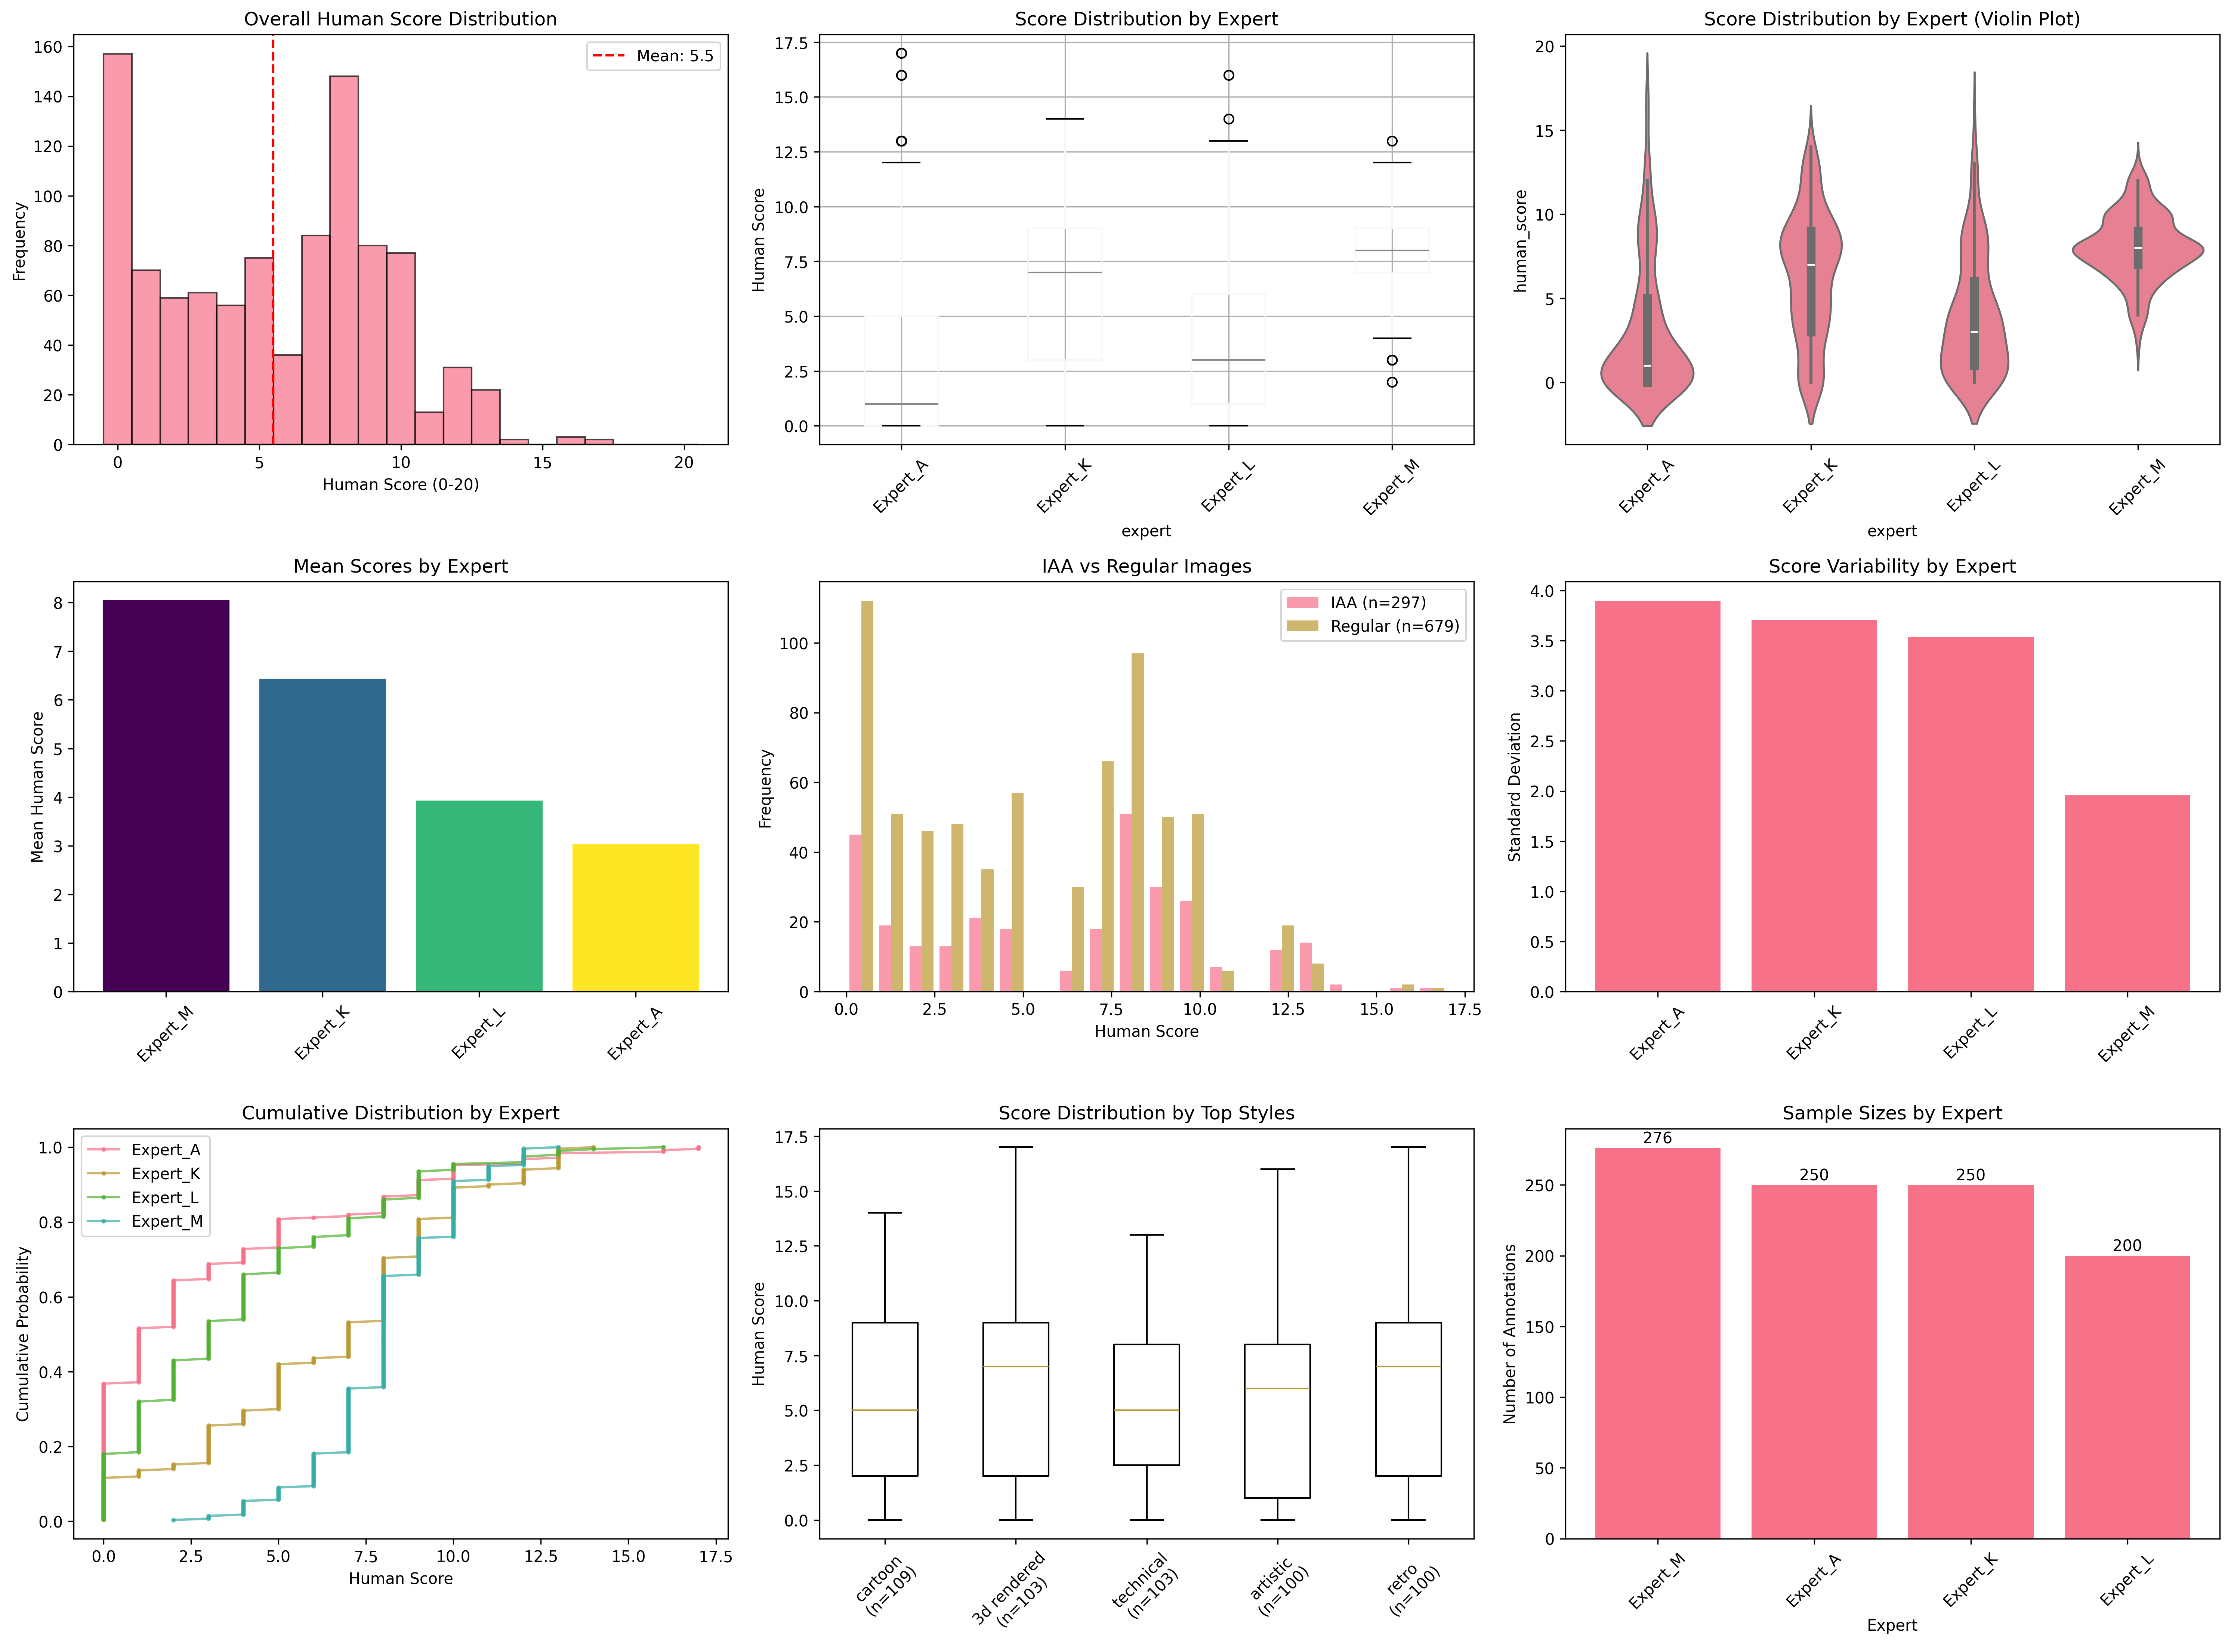 Overall Human Score Distribution
Frequency
160
140
120
100
80
60
40
20
0
Mean: 5.5
0 5 10 15 20
Human Score (0-20)
Score Distribution by Expert
Human Score
17.5
15.0
12.5
10.0
7.5
5.0
2.5
0.0
Expert_A Expert_K Expert_L Expert_M
expert
Score Distribution by Expert (Violin Plot)
human_score
20
15
10
5
0
Expert_A Expert_K Expert_L Expert_M
expert
Mean Scores by Expert
Mean Human Score
8
7
6
5
4
3
2
1
0
Expert_M Expert_K Expert_L Expert_A
IAA vs Regular Images
Frequency
100
80
60
40
20
0
IAA (n=297)
Regular (n=679)
0.0 2.5 5.0 7.5 10.0 12.5 15.0 17.5
Human Score
Score Variability by Expert
Standard Deviation
4.0
3.5
3.0
2.5
2.0
1.5
1.0
0.5
0.0
Expert_A Expert_K Expert_L Expert_M
Cumulative Distribution by Expert
Cumulative Probability
1.0
0.8
0.6
0.4
0.2
0.0
Expert_A
Expert_K
Expert_L
Expert_M
0.0 2.5 5.0 7.5 10.0 12.5 15.0 17.5
Human Score
Score Distribution by Top Styles
Human Score
17.5
15.0
12.5
10.0
7.5
5.0
2.5
0.0
cartoon
(n=109)
3d rendered
(n=103)
technical
(n=103)
artistic
(n=100)
retro
(n=100)
Sample Sizes by Expert
Number of Annotations
250
200
150
100
50
0
276
250
250
200
Expert_M Expert_A Expert_K Expert_L
Expert